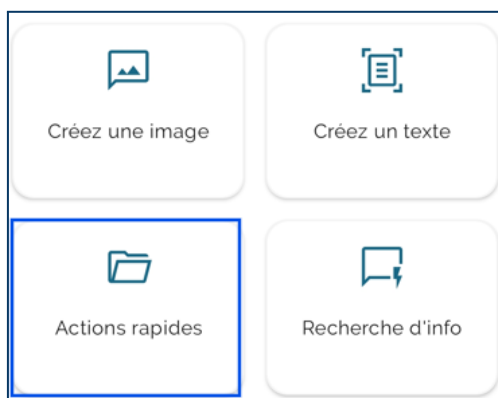 Créez une image
Créez un texte
Actions rapides
Recherche d'info